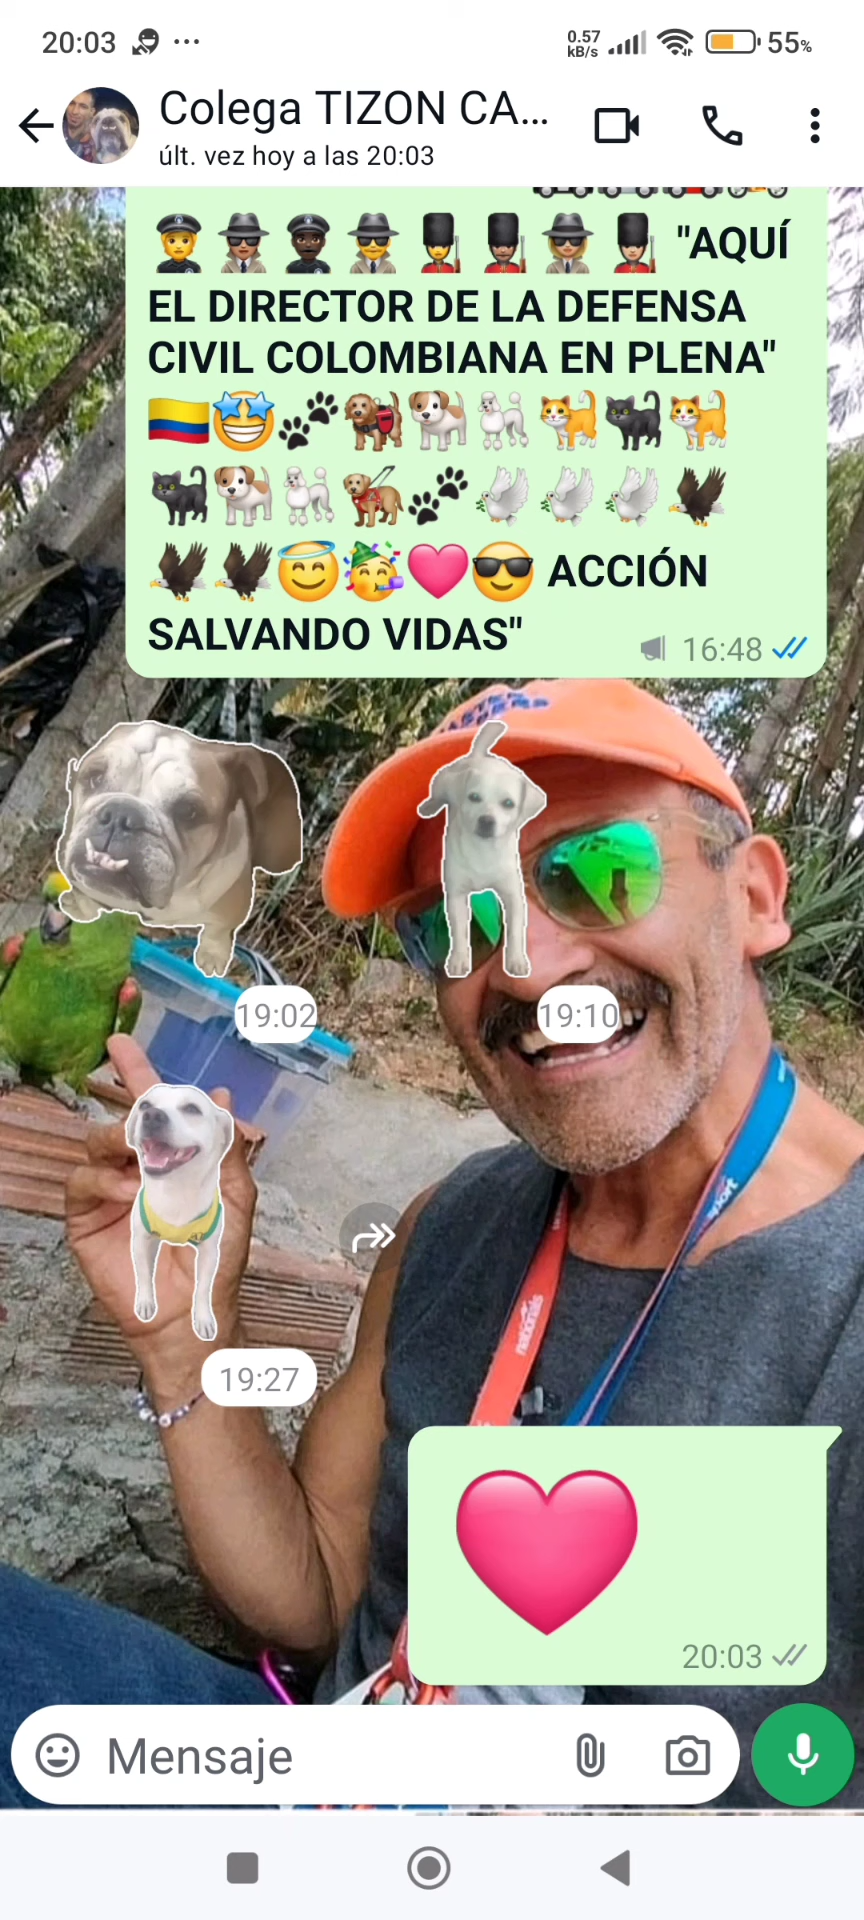 20:03
0.57
kB/s
55%
Colega TIZON CA...
últ. vez hoy a las 20:03
"AQUÍ
EL DIRECTOR DE LA DEFENSA
CIVIL COLOMBIANA EN PLENA"
ACCIÓN
SALVANDO VIDAS"
16:48
19:02
19:10
19:27
nationals
20:03
Mensaje